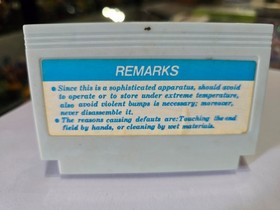 REMARKS
● Since this is a sophisticated apparatus, should avoid
to operate or to store under extreme temperature,
also avoid violent bumps is necessary; moreover,
never disassemble it.
● The reasons causing defauts are: Touching the end
field by hands, or cleaning by wet materials.